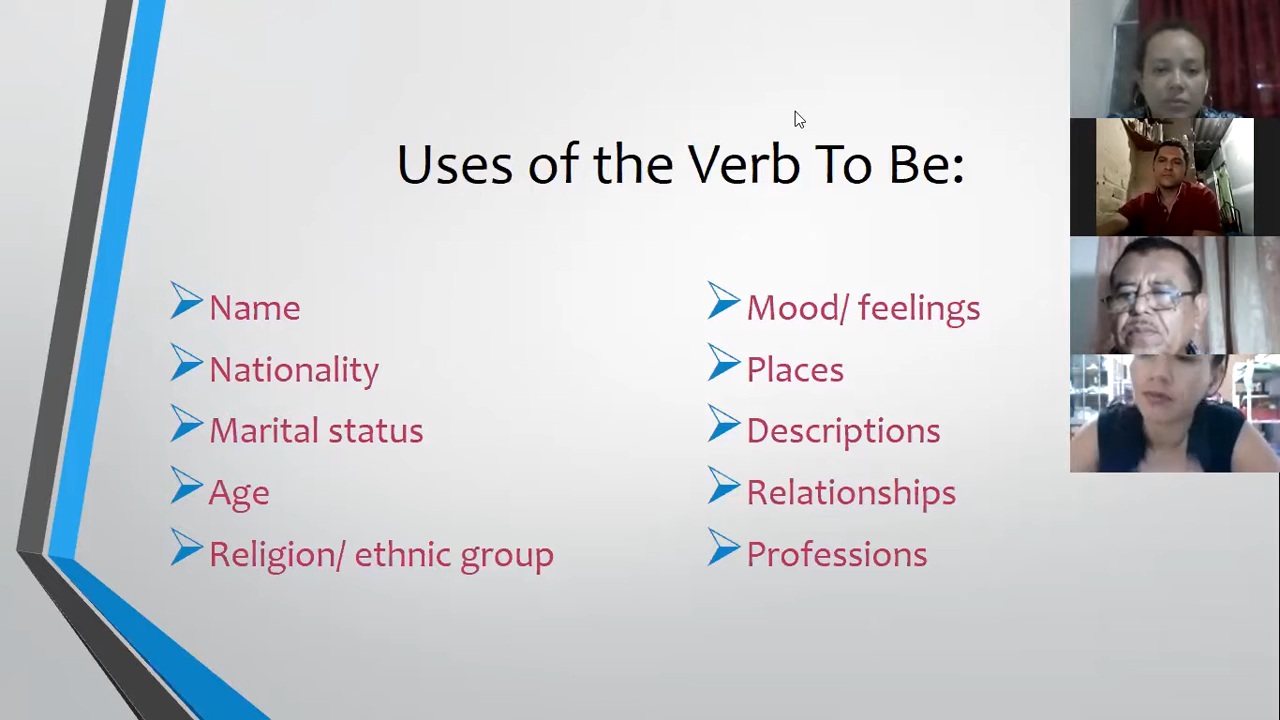 Uses of the Verb To Be:
Name
Nationality
Marital status
Age
Religion/ ethnic group
Mood/ feelings
Places
Descriptions
Relationships
Professions